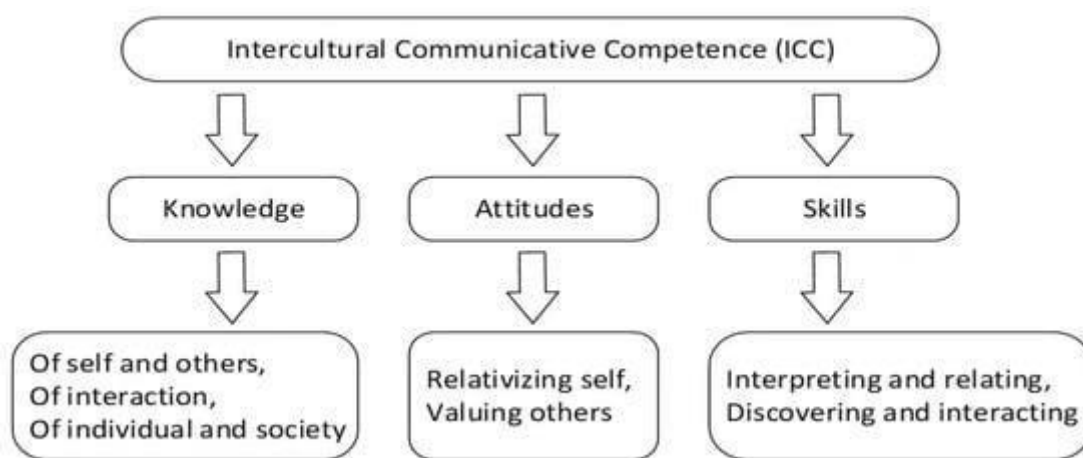 Intercultural Communicative Competence (ICC)
Knowledge
Attitudes
Skills
Of self and others,
Of interaction,
Of individual and society
Relativizing self,
Valuing others
Interpreting and relating,
Discovering and interacting